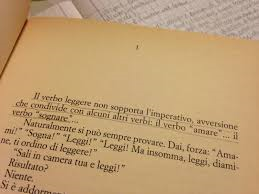 1
Il verbo leggere non sopporta l'imperativo, avversione
che condivide con alcuni altri verbi: il verbo "amare"... il
verbo "sognare"...
Naturalmente si può sempre provare. Dai, forza: "Ama-
mi!" "Sogna!" "Leggi!" "Leggi! Ma insomma, leggi, diami-
ne, ti ordino di leggere!"
"Sali in camera tua e leggi!"
Risultato?
Niente.
Si è addormen